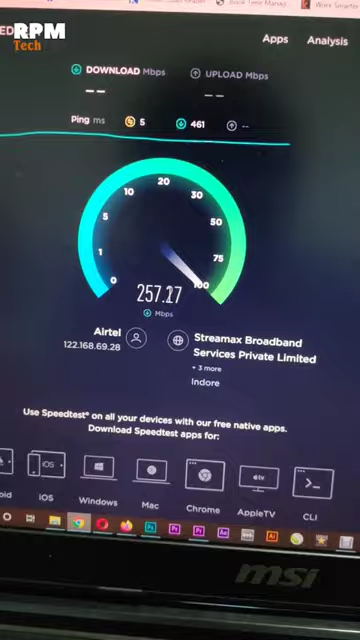 RPM
Tech
Apps
Analysis
DOWNLOAD Mbps
UPLOAD Mbps
-- --
Ping ms 5 461 --
0 1 5 10 20 30 50 75 100
257.17
Mbps
Airtel
122.168.69.28
Streamax Broadband
Services Private Limited
+ 3 more
Indore
Use Speedtest® on all your devices with our free native apps.
Download Speedtest apps for:
iOS
oid
iOS
Windows
Mac
Chrome
AppleTV
CLI
msi